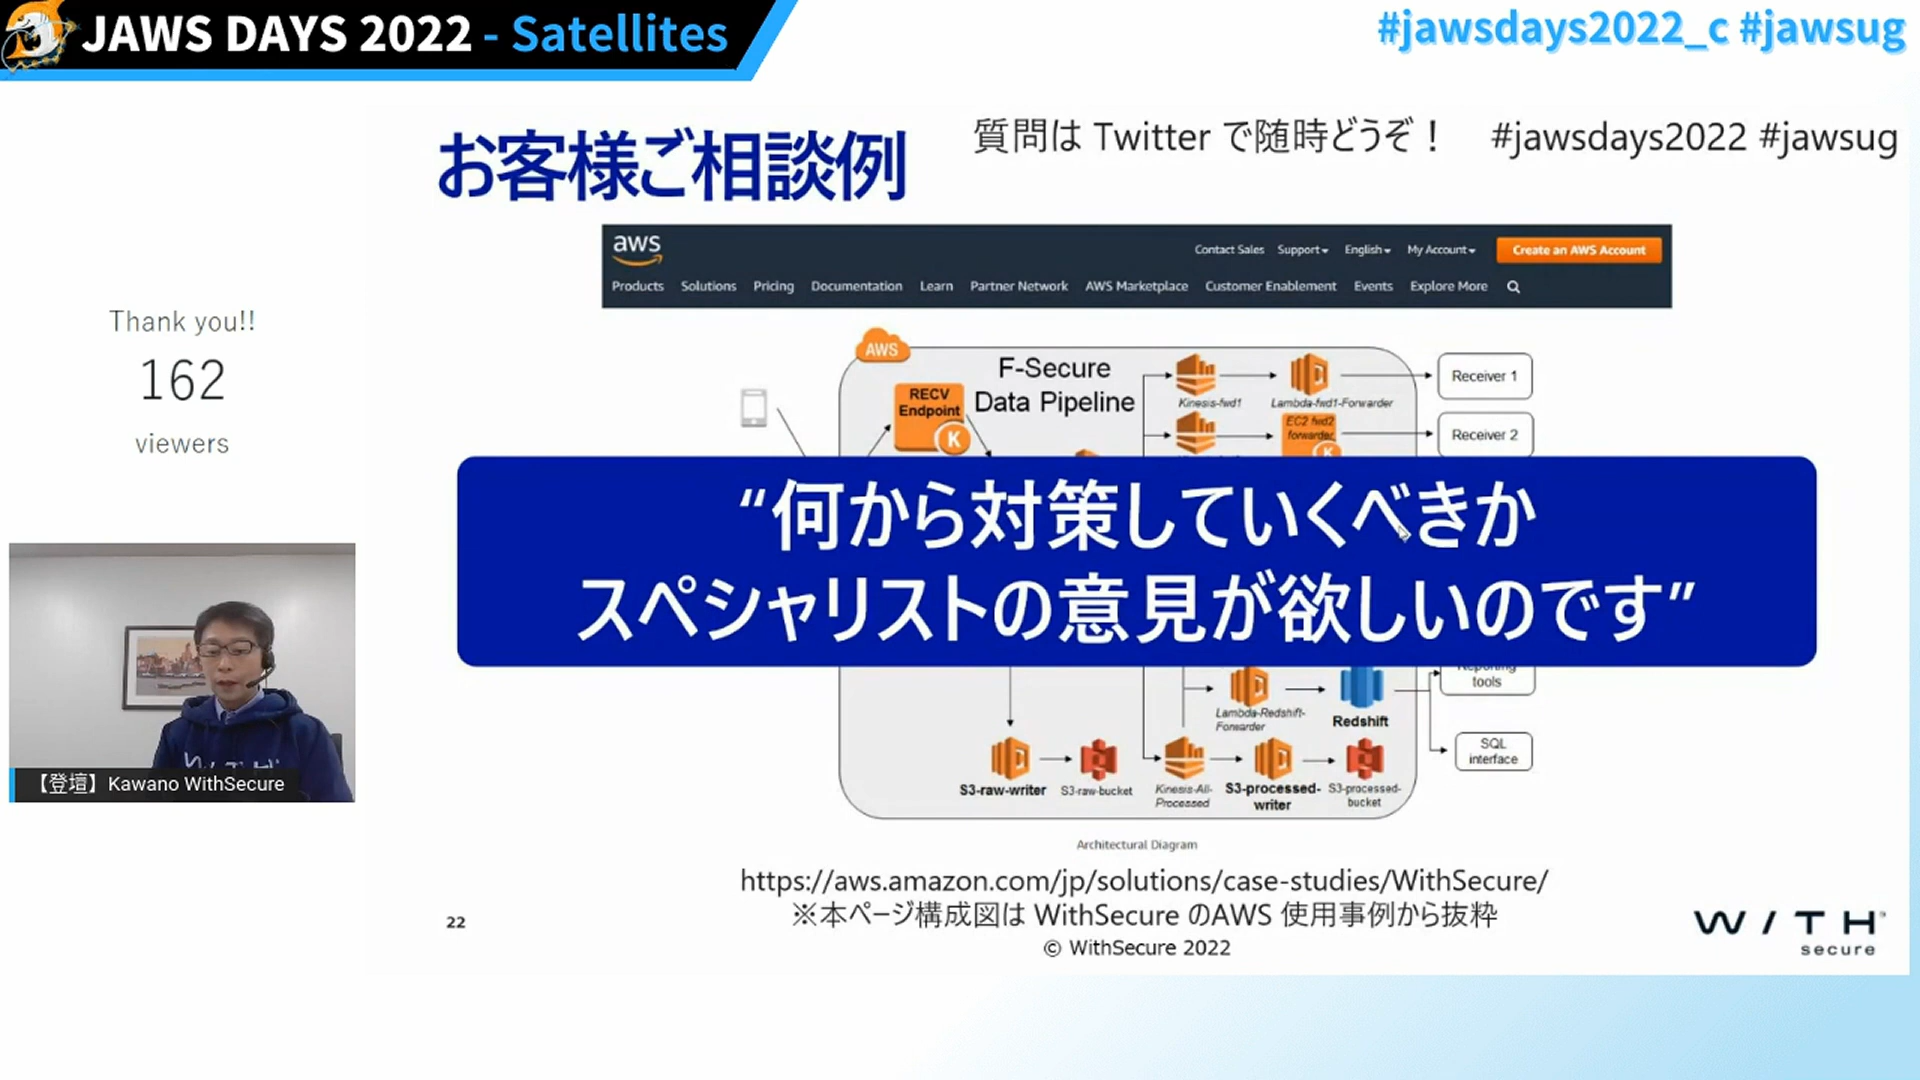 JAWS DAYS 2022 - Satellites
#jawsdays2022_c #jawsug
お客様ご相談例
質問は Twitter で随時どうぞ！ #jawsdays2022 #jawsug
aws
Contact Sales Support English My Account Create an AWS Account
Products Solutions Pricing Documentation Learn Partner Network AWS Marketplace Customer Enablement Events Explore More
Thank you!!
162
viewers
AWS
F-Secure
Data Pipeline
RECV
Endpoint
K
Kinesis-fwd1
Lambda-fwd1-Forwarder
Receiver 1
EC2 fwd2
forwarder
K
Receiver 2
“何から対策していくべきか
スペシャリストの意見が欲しいのです”
Reporting
tools
Lambda-Redshift-
Forwarder
Redshift
SQL
interface
S3-raw-writer
S3-raw-bucket
Kinesis-All-
Processed
S3-processed-
writer
S3-processed-
bucket
Architectural Diagram
https://aws.amazon.com/jp/solutions/case-studies/WithSecure/
※本ページ構成図は WithSecure のAWS 使用事例から抜粋
© WithSecure 2022
22
W / T H
secure
【登壇】Kawano WithSecure